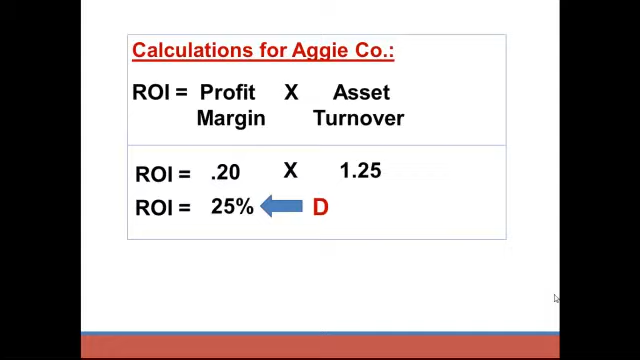 Calculations for Aggie Co.:
ROI = Profit X Asset
Margin Turnover
ROI = .20 X 1.25
ROI = 25% D